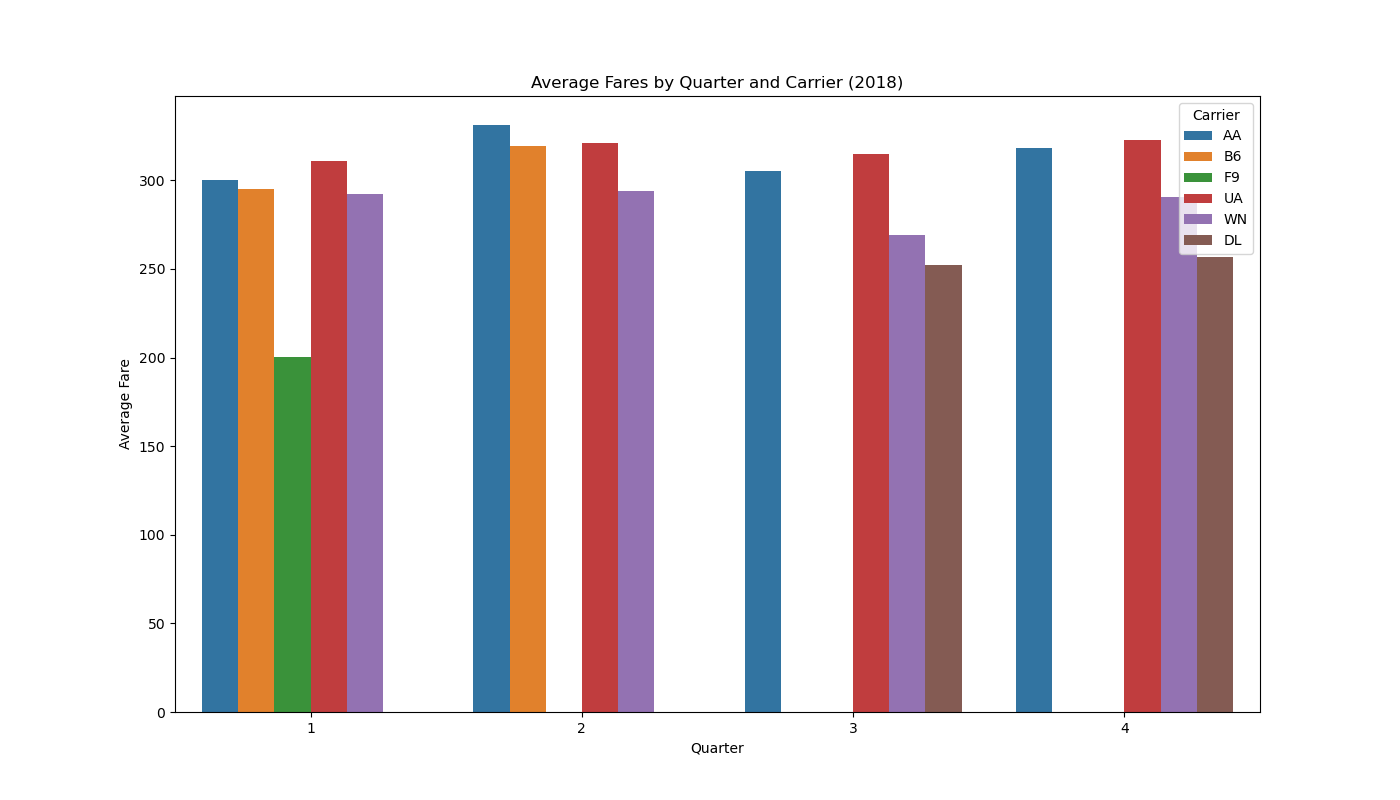 Average Fares by Quarter and Carrier (2018)
Carrier
AA
B6
F9
UA
WN
DL
Average Fare
300
250
200
150
100
50
0
1 2 3 4
Quarter